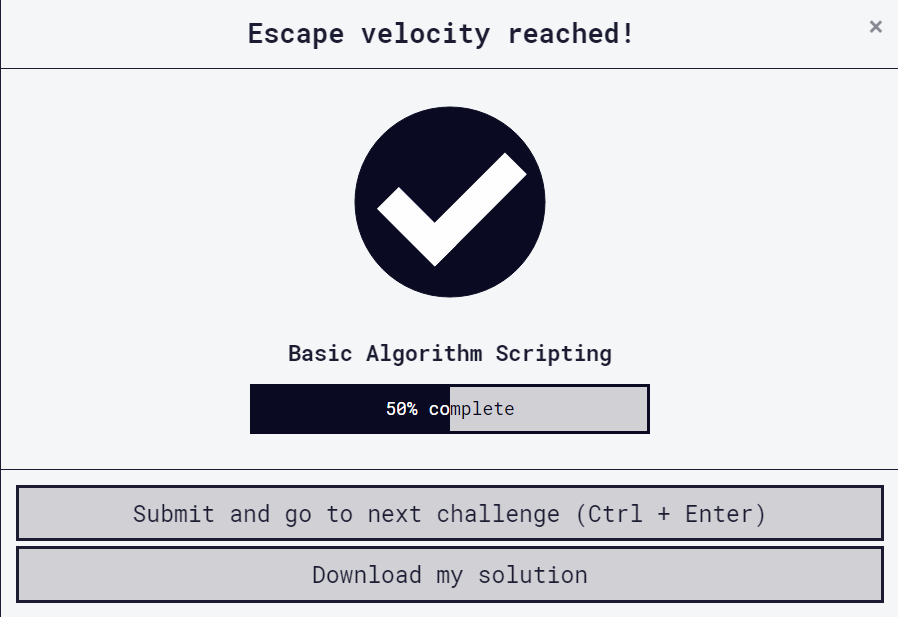 Escape velocity reached!
×
Basic Algorithm Scripting
50% complete
Submit and go to next challenge (Ctrl + Enter)
Download my solution